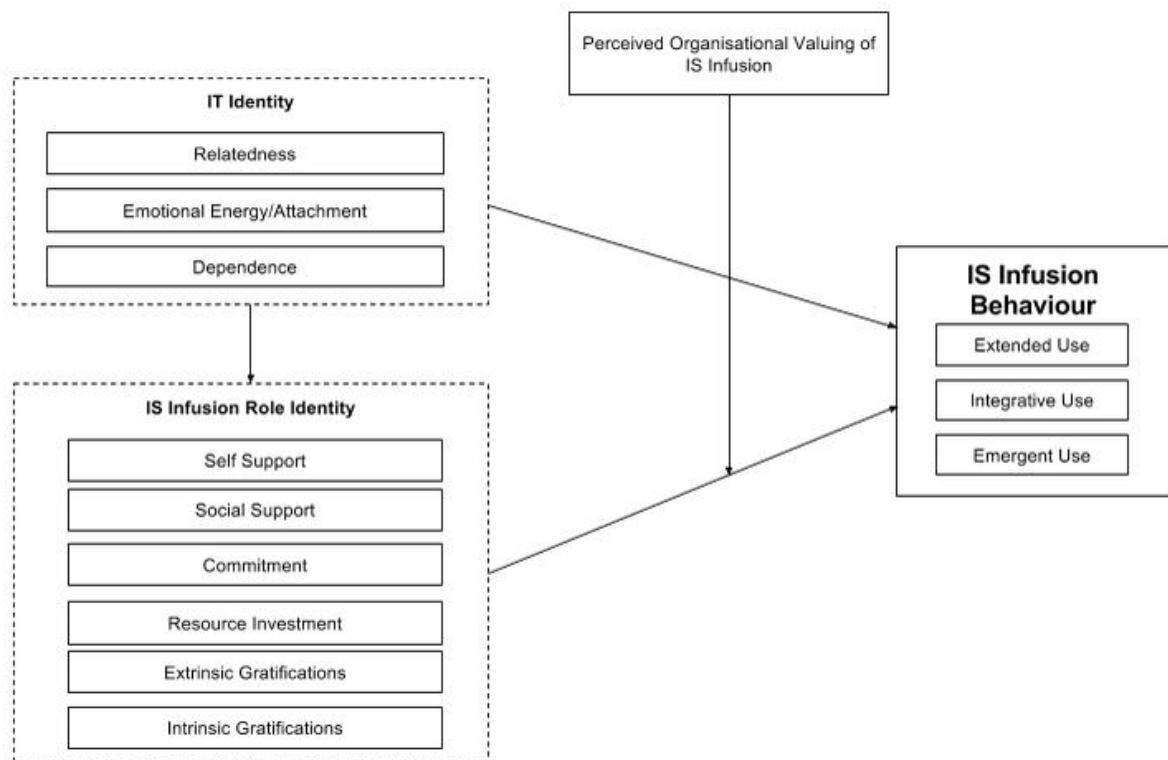 Perceived Organisational Valuing of
IS Infusion
IT Identity
Relatedness
Emotional Energy/Attachment
Dependence
IS Infusion
Behaviour
Extended Use
Integrative Use
Emergent Use
IS Infusion Role Identity
Self Support
Social Support
Commitment
Resource Investment
Extrinsic Gratifications
Intrinsic Gratifications